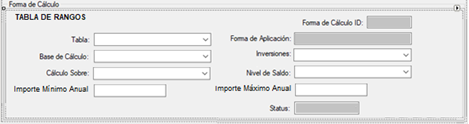 Forma de Cálculo
TABLA DE RANGOS
Forma de Cálculo ID:
Tabla:
Forma de Aplicación:
Base de Cálculo:
Inversiones:
Cálculo Sobre:
Nivel de Saldo:
Importe Mínimo Anual
Importe Máximo Anual
Status: